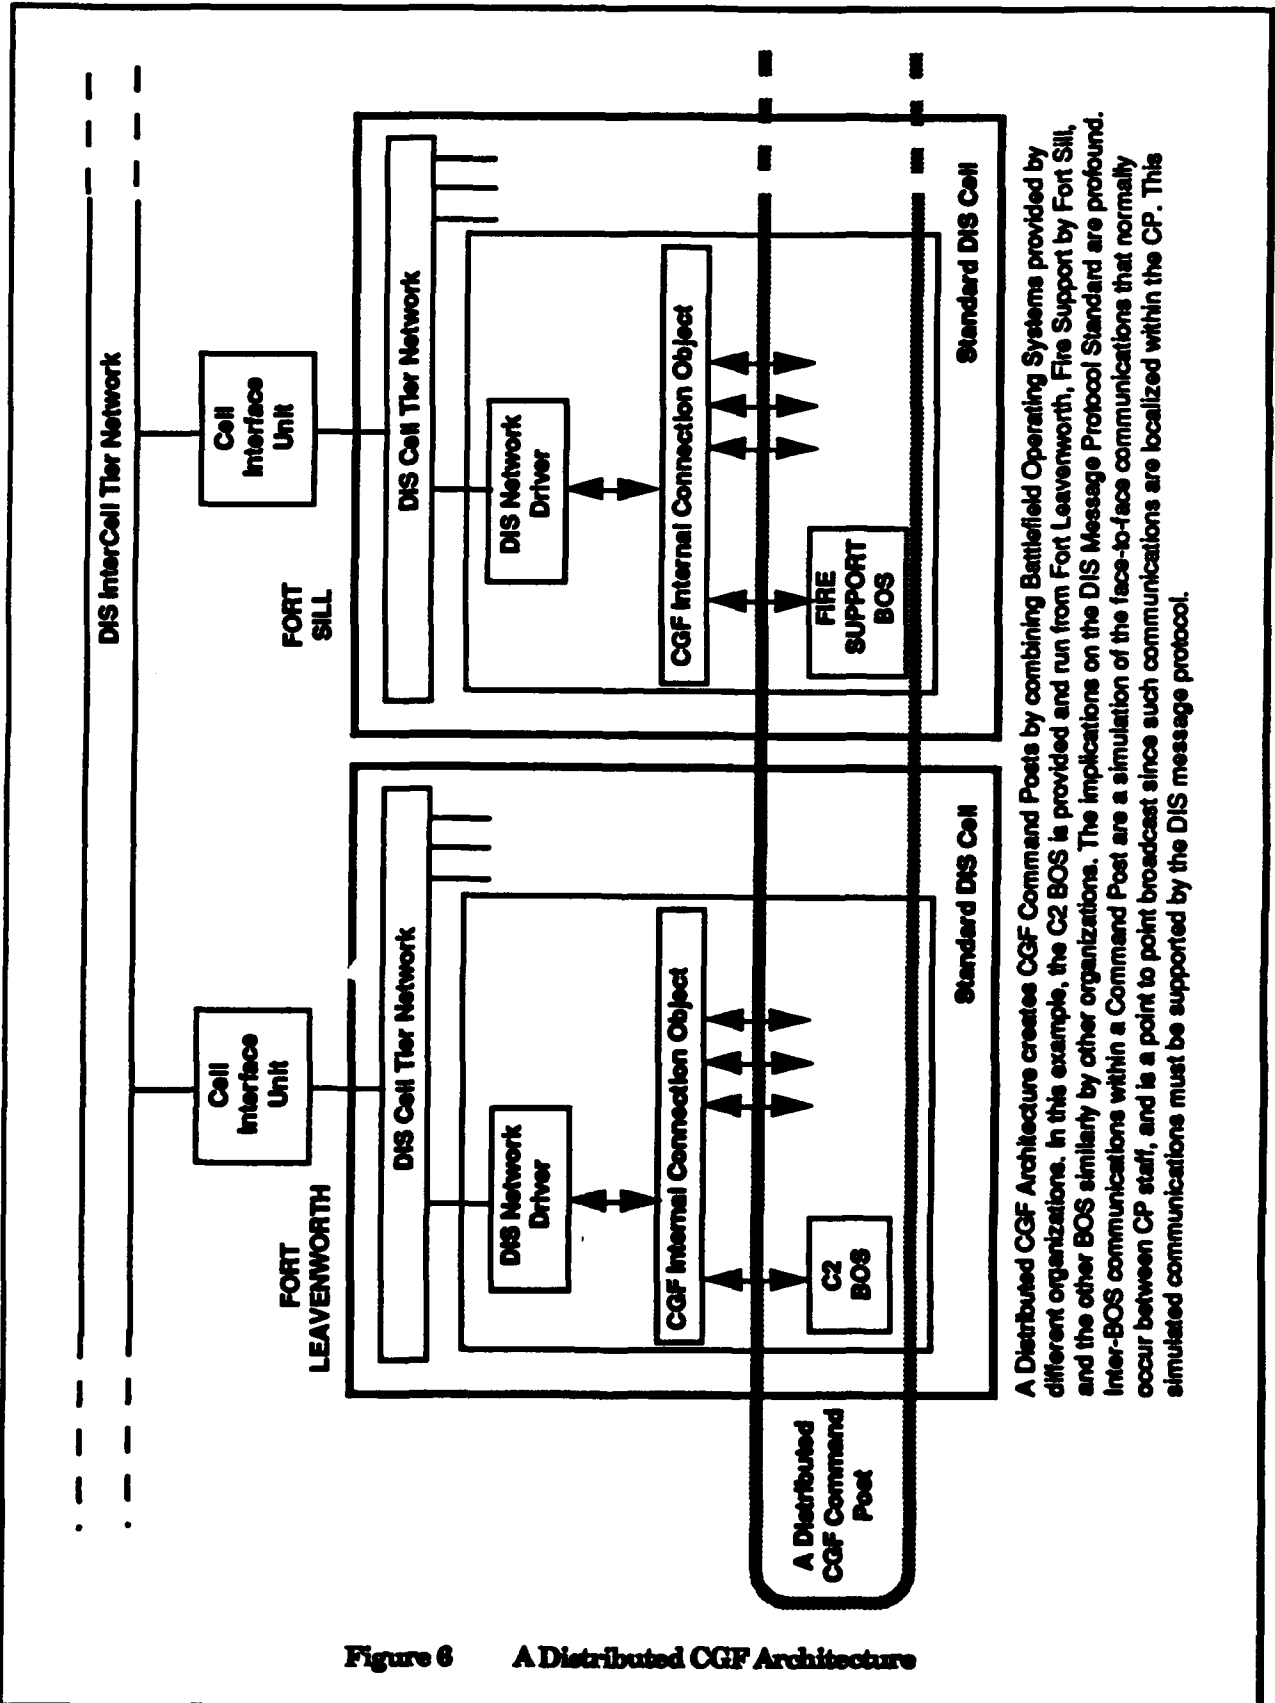 DIS InterCell Tier Network
Cell
Interface
Unit
Cell
Interface
Unit
FORT
LEAVENWORTH
FORT
SILL
DIS Cell Tier Network
DIS Cell Tier Network
DIS Network
Driver
DIS Network
Driver
CGF Internal Connection Object
CGF Internal Connection Object
C2
BOS
FIRE
SUPPORT
BOS
A Distributed
CGF Command
Post
Standard DIS Cell
Standard DIS Cell
A Distributed CGF Architecture creates CGF Command Posts by combining Battlefield Operating Systems provided by
different organizations. In this example, the C2 BOS is provided and run from Fort Leavenworth, Fire Support by Fort Sill,
and the other BOS similarly by other organizations. The implications on the DIS Message Protocol Standard are profound.
Inter-BOS communications within a Command Post are a simulation of the face-to-face communications that normally
occur between CP staff, and is a point to point broadcast since such communications are localized within the CP. This
simulated communications must be supported by the DIS message protocol.
Figure 6 A Distributed CGF Architecture